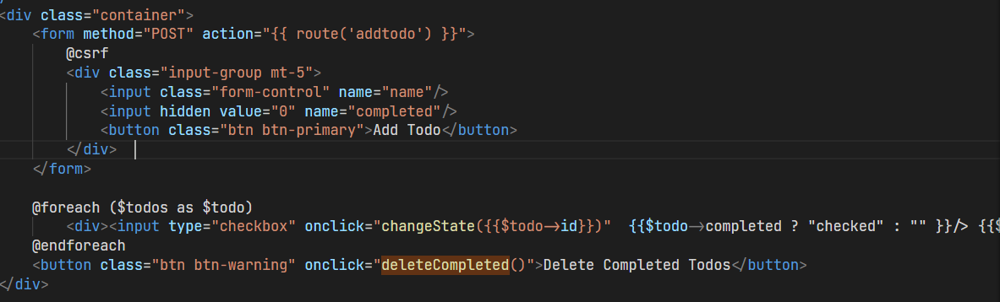 <div class="container">
<form method="POST" action="{{ route('addtodo') }}">
@csrf
<div class="input-group mt-5">
<input class="form-control" name="name"/>
<input hidden value="0" name="completed"/>
<button class="btn btn-primary">Add Todo</button>
</div>
</form>
@foreach ($todos as $todo)
<div><input type="checkbox" onclick="changeState({{$todo->id}})" {{$todo->completed ? "checked" : "" }}/> {{$
@endforeach
<button class="btn btn-warning" onclick="deleteCompleted()">Delete Completed Todos</button>
</div>